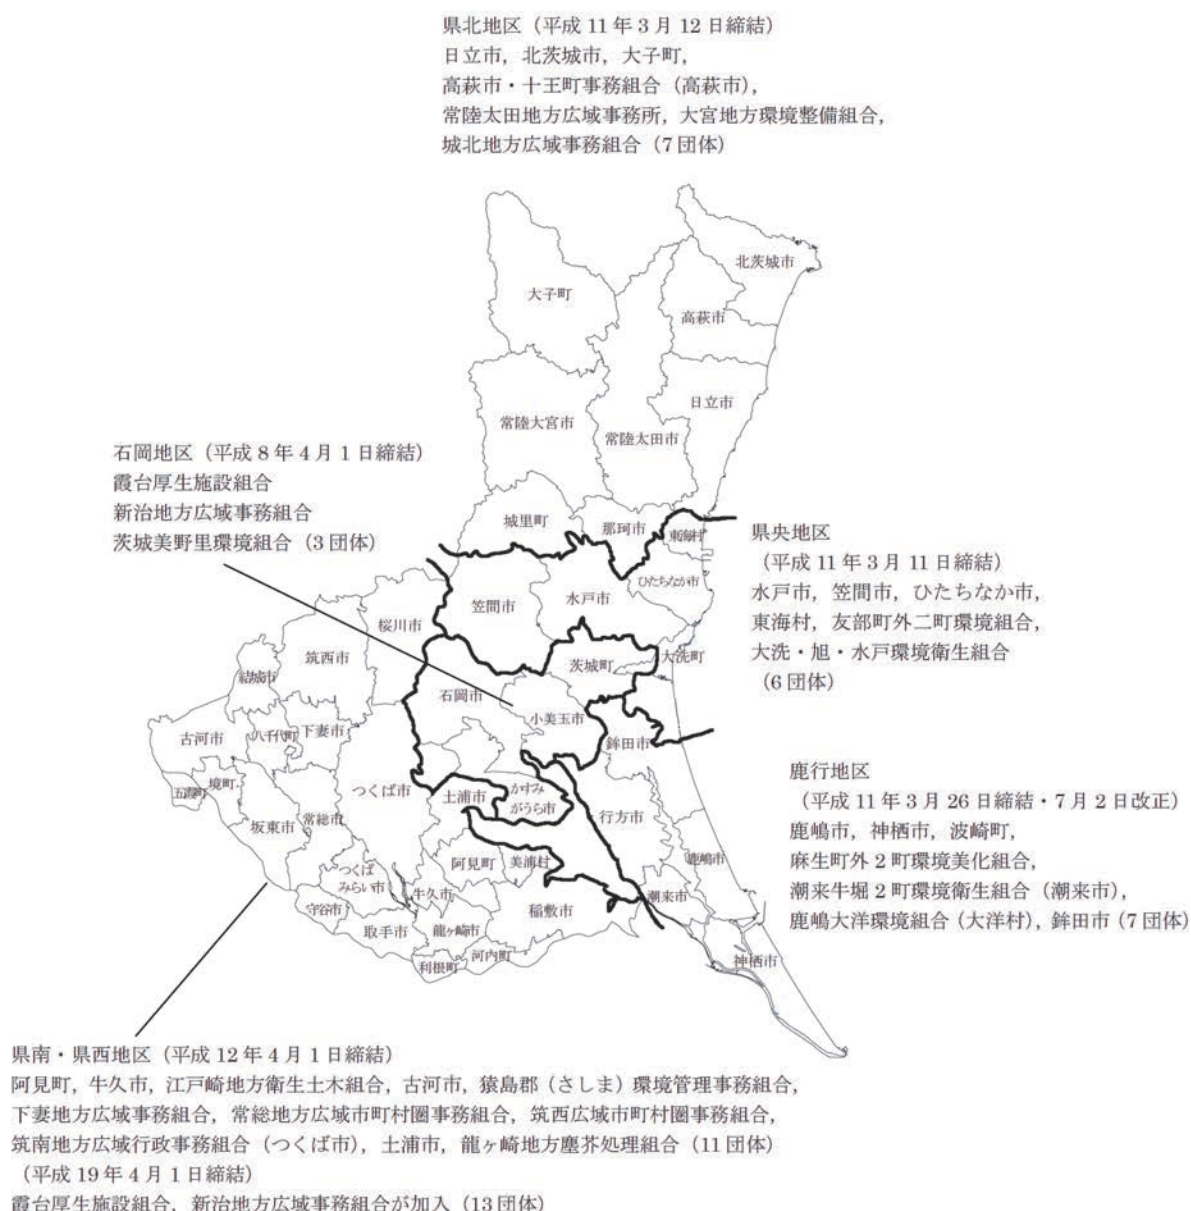 県北地区（平成11年3月12日締結）
日立市，北茨城市，大子町，
高萩市・十王町事務組合（高萩市），
常陸太田地方広域事務所，大宮地方環境整備組合，
城北地方広域事務組合（7団体）
北茨城市
大子町
高萩市
日立市
常陸大宮市
常陸太田市
石岡地区（平成8年4月1日締結）
霞台厚生施設組合
新治地方広域事務組合
茨城美野里環境組合（3団体）
城里町
那珂市
東海村
県央地区
（平成11年3月11日締結）
水戸市，笠間市，ひたちなか市，
東海村，友部町外二町環境組合，
大洗・旭・水戸環境衛生組合
（6団体）
ひたちなか市
笠間市
水戸市
桜川市
筑西市
茨城町
大洗町
結城市
石岡市
小美玉市
古河市
八千代町
下妻市
鉾田市
五霞町
境町
つくば市
土浦市
かすみ
がうら市
坂東市
常総市
行方市
鹿行地区
（平成11年3月26日締結・7月2日改正）
鹿嶋市，神栖市，波崎町，
麻生町外2町環境美化組合，
潮来牛堀2町環境衛生組合（潮来市），
鹿嶋大洋環境組合（大洋村），鉾田市（7団体）
阿見町
美浦村
鹿嶋市
つくば
みらい市
牛久市
潮来市
守谷市
稲敷市
取手市
龍ヶ崎市
利根町
河内町
神栖市
県南・県西地区（平成12年4月1日締結）
阿見町，牛久市，江戸崎地方衛生土木組合，古河市，猿島郡（さしま）環境管理事務組合，
下妻地方広域事務組合，常総地方広域市町村圏事務組合，筑西広域市町村圏事務組合，
筑南地方広域行政事務組合（つくば市），土浦市，龍ヶ崎地方塵芥処理組合（11団体）
（平成19年4月1日締結）
霞台厚生施設組合，新治地方広域事務組合が加入（13団体）